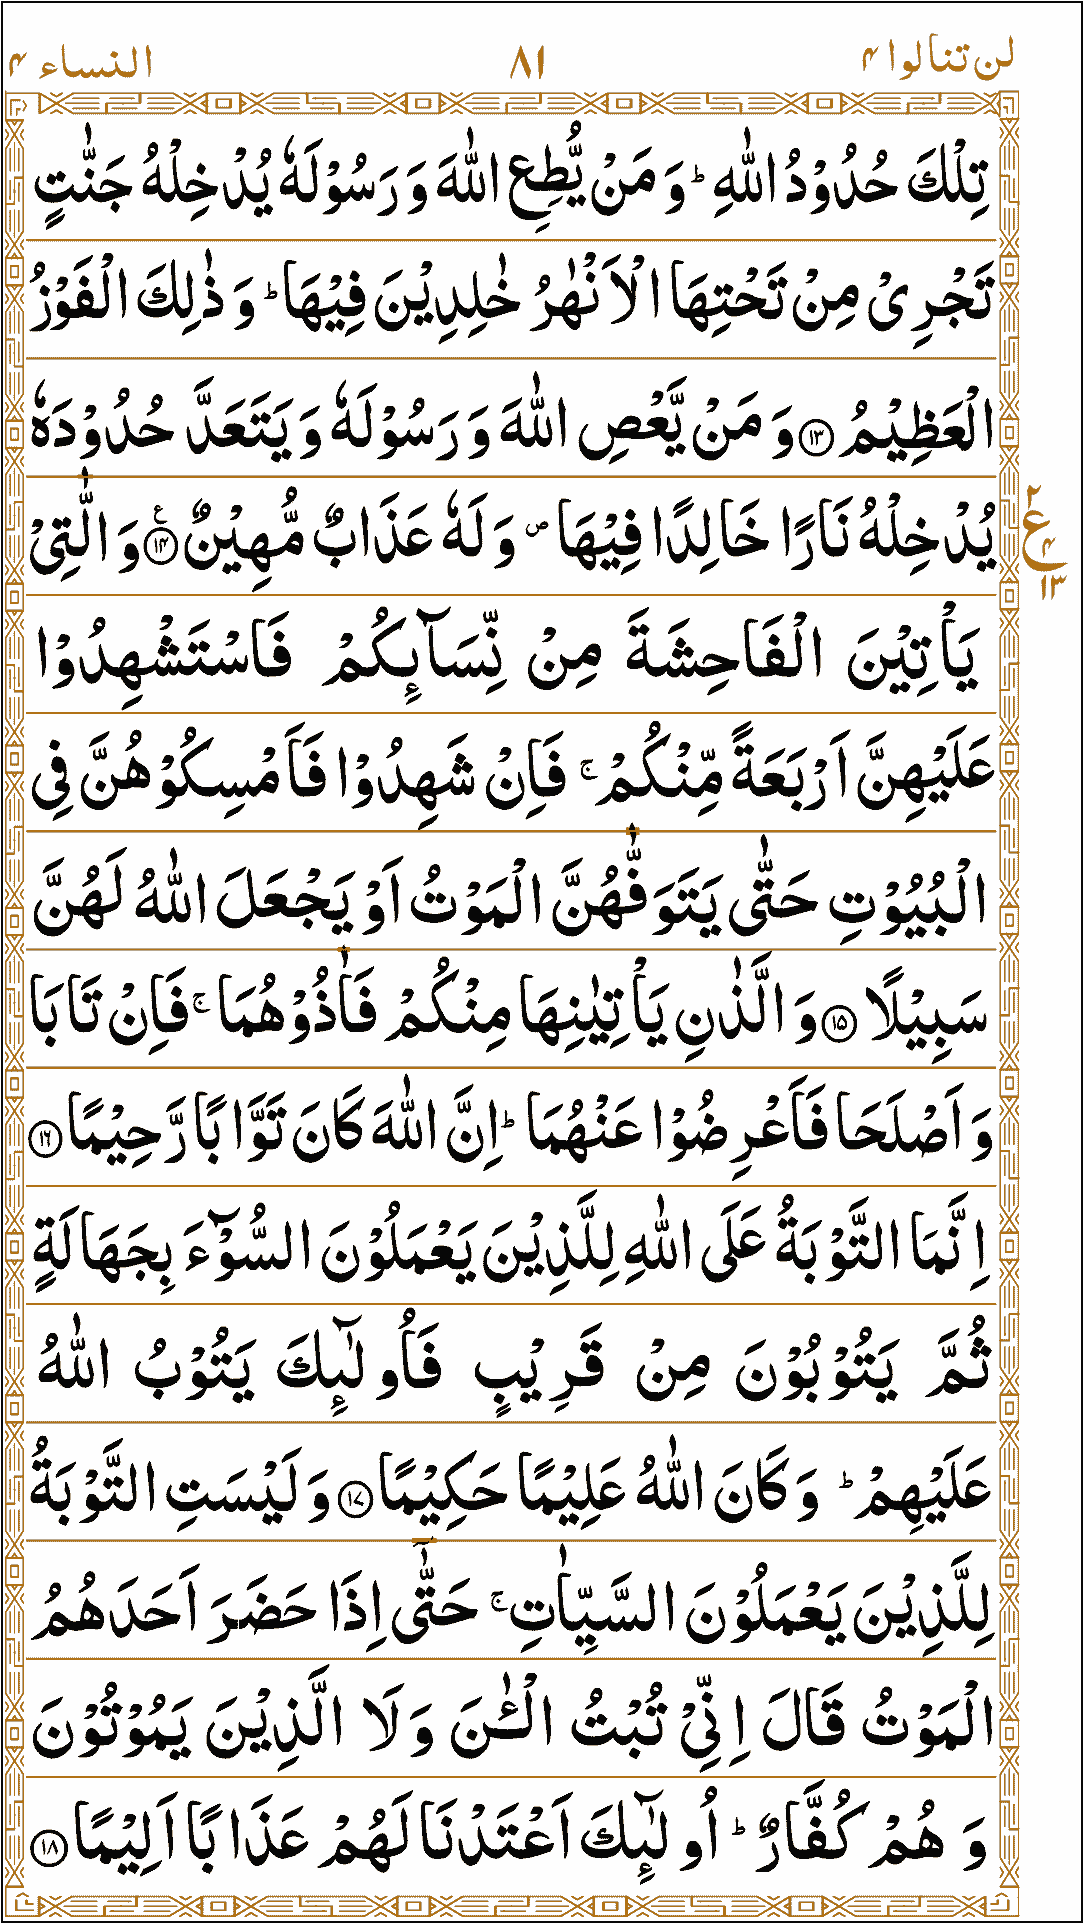 لن تنالوا ۴ ۸۱ النساء ۴
تِلْكَ حُدُوْدُ اللّٰهِ ؕ وَ مَنْ يُّطِعِ اللّٰهَ وَ رَسُوْلَهٗ يُدْخِلْهُ جَنّٰتٍ
تَجْرِيْ مِنْ تَحْتِهَا الْاَنْهٰرُ خٰلِدِيْنَ فِيْهَا ؕ وَ ذٰلِكَ الْفَوْزُ
الْعَظِيْمُ ﴿۱۳﴾ وَ مَنْ يَّعْصِ اللّٰهَ وَ رَسُوْلَهٗ وَ يَتَعَدَّ حُدُوْدَهٗ
يُدْخِلْهُ نَارًا خَالِدًا فِيْهَا ۪ وَ لَهٗ عَذَابٌ مُّهِيْنٌ ﴿۱۴﴾ ع وَ الّٰتِيْ
۲ ع ۴ ۱۳
يَاْتِيْنَ الْفَاحِشَةَ مِنْ نِّسَآئِكُمْ فَاسْتَشْهِدُوْا
عَلَيْهِنَّ اَرْبَعَةً مِّنْكُمْ ۚ فَاِنْ شَهِدُوْا فَاَمْسِكُوْهُنَّ فِي
الْبُيُوْتِ حَتّٰى يَتَوَفّٰهُنَّ الْمَوْتُ اَوْ يَجْعَلَ اللّٰهُ لَهُنَّ
سَبِيْلًا ﴿۱۵﴾ وَ الَّذٰنِ يَاْتِيٰنِهَا مِنْكُمْ فَاٰذُوْهُمَا ۚ فَاِنْ تَابَا
وَ اَصْلَحَا فَاَعْرِضُوْا عَنْهُمَا ؕ اِنَّ اللّٰهَ كَانَ تَوَّابًا رَّحِيْمًا ﴿۱۶﴾
اِنَّمَا التَّوْبَةُ عَلَى اللّٰهِ لِلَّذِيْنَ يَعْمَلُوْنَ السُّوْٓءَ بِجَهَالَةٍ
ثُمَّ يَتُوْبُوْنَ مِنْ قَرِيْبٍ فَاُولٰٓئِكَ يَتُوْبُ اللّٰهُ
عَلَيْهِمْ ؕ وَ كَانَ اللّٰهُ عَلِيْمًا حَكِيْمًا ﴿۱۷﴾ وَ لَيْسَتِ التَّوْبَةُ
لِلَّذِيْنَ يَعْمَلُوْنَ السَّيِّاٰتِ ۚ حَتّٰۤى اِذَا حَضَرَ اَحَدَهُمُ
الْمَوْتُ قَالَ اِنِّيْ تُبْتُ الْـٰٔنَ وَ لَا الَّذِيْنَ يَمُوْتُوْنَ
وَ هُمْ كُفَّارٌ ؕ اُولٰٓئِكَ اَعْتَدْنَا لَهُمْ عَذَابًا اَلِيْمًا ﴿۱۸﴾